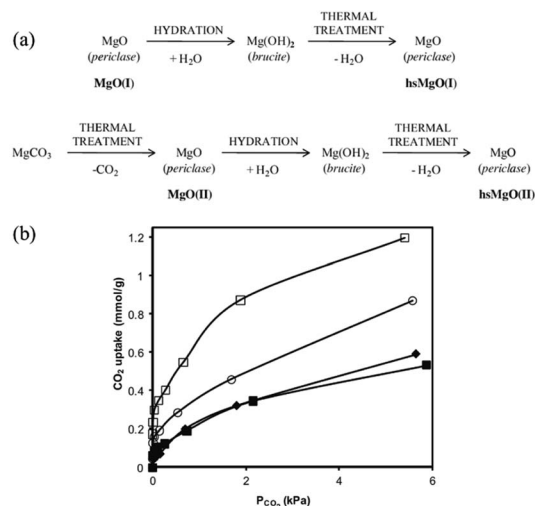 (a)
MgO HYDRATION Mg(OH)₂ THERMAL TREATMENT MgO
(periclase) + H₂O (brucite) - H₂O (periclase)
MgO(I) hsMgO(I)
MgCO₃ THERMAL TREATMENT MgO HYDRATION Mg(OH)₂ THERMAL TREATMENT MgO
-CO₂ (periclase) + H₂O (brucite) - H₂O (periclase)
MgO(II) hsMgO(II)
(b)
CO₂ uptake (mmol/g)
1.2
1
0.8
0.6
0.4
0.2
0
0 2 4 6
P_CO₂ (kPa)